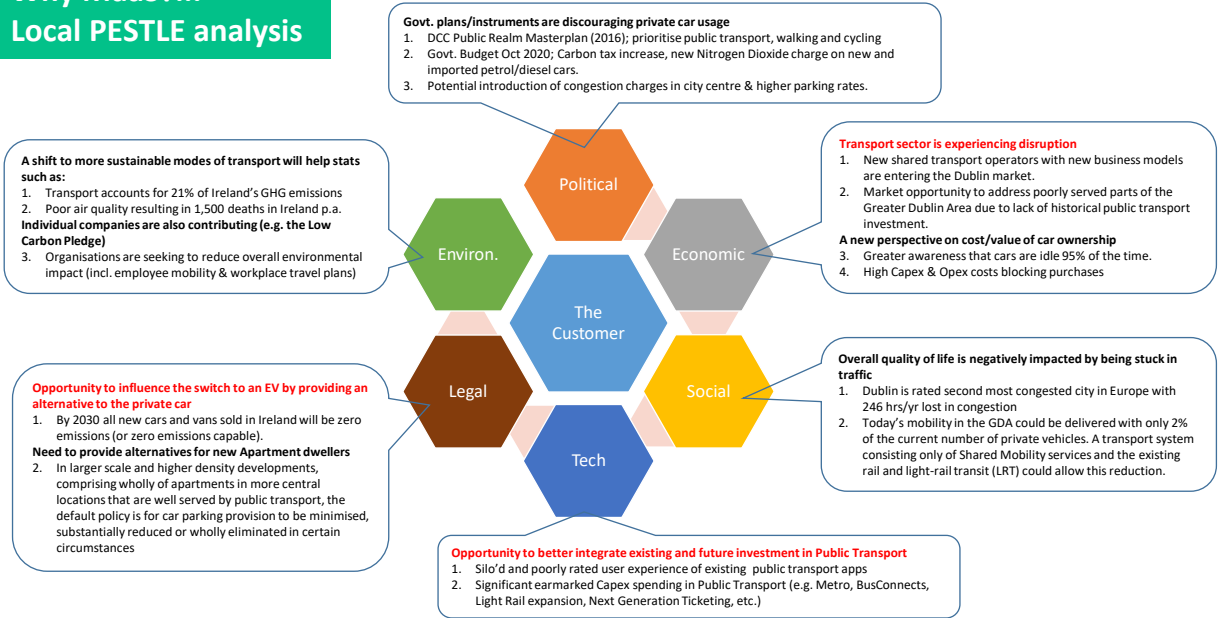 Local PESTLE analysis
Govt. plans/instruments are discouraging private car usage
1. DCC Public Realm Masterplan (2016); prioritise public transport, walking and cycling
2. Govt. Budget Oct 2020; Carbon tax increase, new Nitrogen Dioxide charge on new and
imported petrol/diesel cars.
3. Potential introduction of congestion charges in city centre & higher parking rates.
A shift to more sustainable modes of transport will help stats
such as:
1. Transport accounts for 21% of Ireland's GHG emissions
2. Poor air quality resulting in 1,500 deaths in Ireland p.a.
Individual companies are also contributing (e.g. the Low
Carbon Pledge)
3. Organisations are seeking to reduce overall environmental
impact (incl. employee mobility & workplace travel plans)
Political
Environ.
Economic
The
Customer
Legal
Social
Tech
Transport sector is experiencing disruption
1. New shared transport operators with new business models
are entering the Dublin market.
2. Market opportunity to address poorly served parts of the
Greater Dublin Area due to lack of historical public transport
investment.
A new perspective on cost/value of car ownership
3. Greater awareness that cars are idle 95% of the time.
4. High Capex & Opex costs blocking purchases
Opportunity to influence the switch to an EV by providing an
alternative to the private car
1. By 2030 all new cars and vans sold in Ireland will be zero
emissions (or zero emissions capable).
Need to provide alternatives for new Apartment dwellers
2. In larger scale and higher density developments,
comprising wholly of apartments in more central
locations that are well served by public transport, the
default policy is for car parking provision to be minimised,
substantially reduced or wholly eliminated in certain
circumstances
Overall quality of life is negatively impacted by being stuck in
traffic
1. Dublin is rated second most congested city in Europe with
246 hrs/yr lost in congestion
2. Today's mobility in the GDA could be delivered with only 2%
of the current number of private vehicles. A transport system
consisting only of Shared Mobility services and the existing
rail and light-rail transit (LRT) could allow this reduction.
Opportunity to better integrate existing and future investment in Public Transport
1. Silo'd and poorly rated user experience of existing public transport apps
2. Significant earmarked Capex spending in Public Transport (e.g. Metro, BusConnects,
Light Rail expansion, Next Generation Ticketing, etc.)